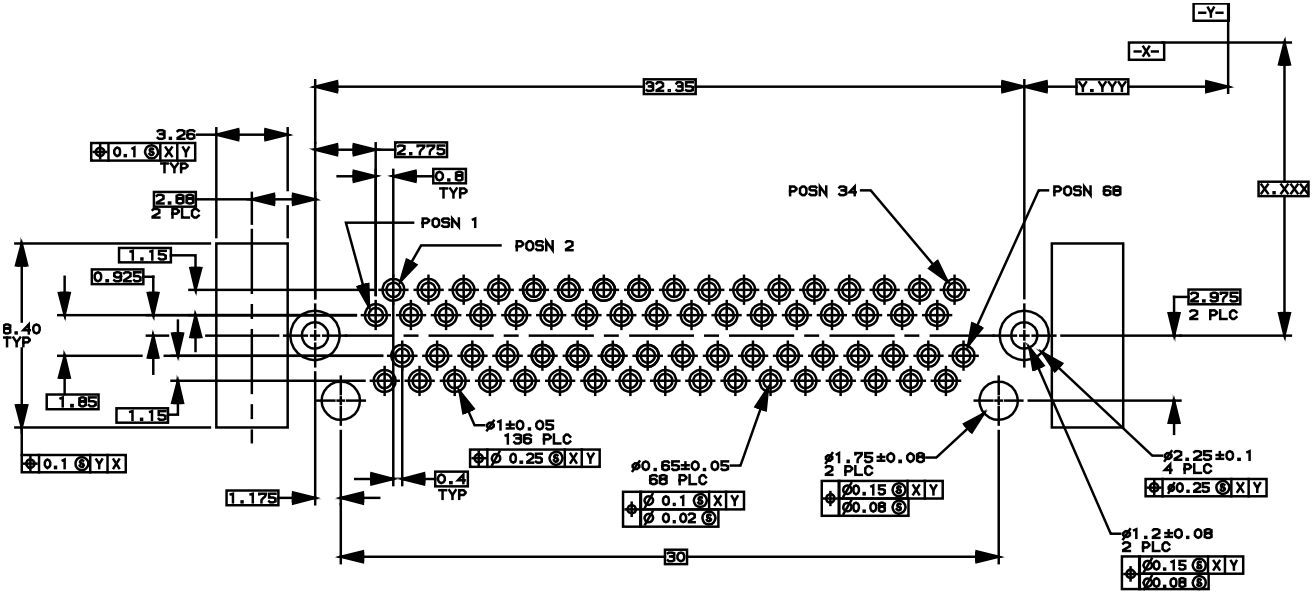 -Y-
-X-
32.35
Y.YYY
3.26
⌖ 0.1 Ⓢ X Y
TYP
2.775
0.8
TYP
2.88
2 PLC
POSN 34
POSN 68
X.XXX
POSN 1
POSN 2
1.15
0.925
2.975
2 PLC
8.40
TYP
1.85
1.15
ø1±0.05
136 PLC
⌖ ø 0.25 Ⓢ X Y
⌖ 0.1 Ⓢ Y X
0.4
TYP
1.175
ø0.65±0.05
68 PLC
⌖ ø 0.1 Ⓢ X Y
ø 0.02 Ⓢ
ø1.75±0.08
2 PLC
⌖ ø0.15 Ⓢ X Y
ø0.08 Ⓢ
ø2.25±0.1
4 PLC
⌖ ø0.25 Ⓢ X Y
ø1.2±0.08
2 PLC
⌖ ø0.15 Ⓢ X Y
ø0.08 Ⓢ
30